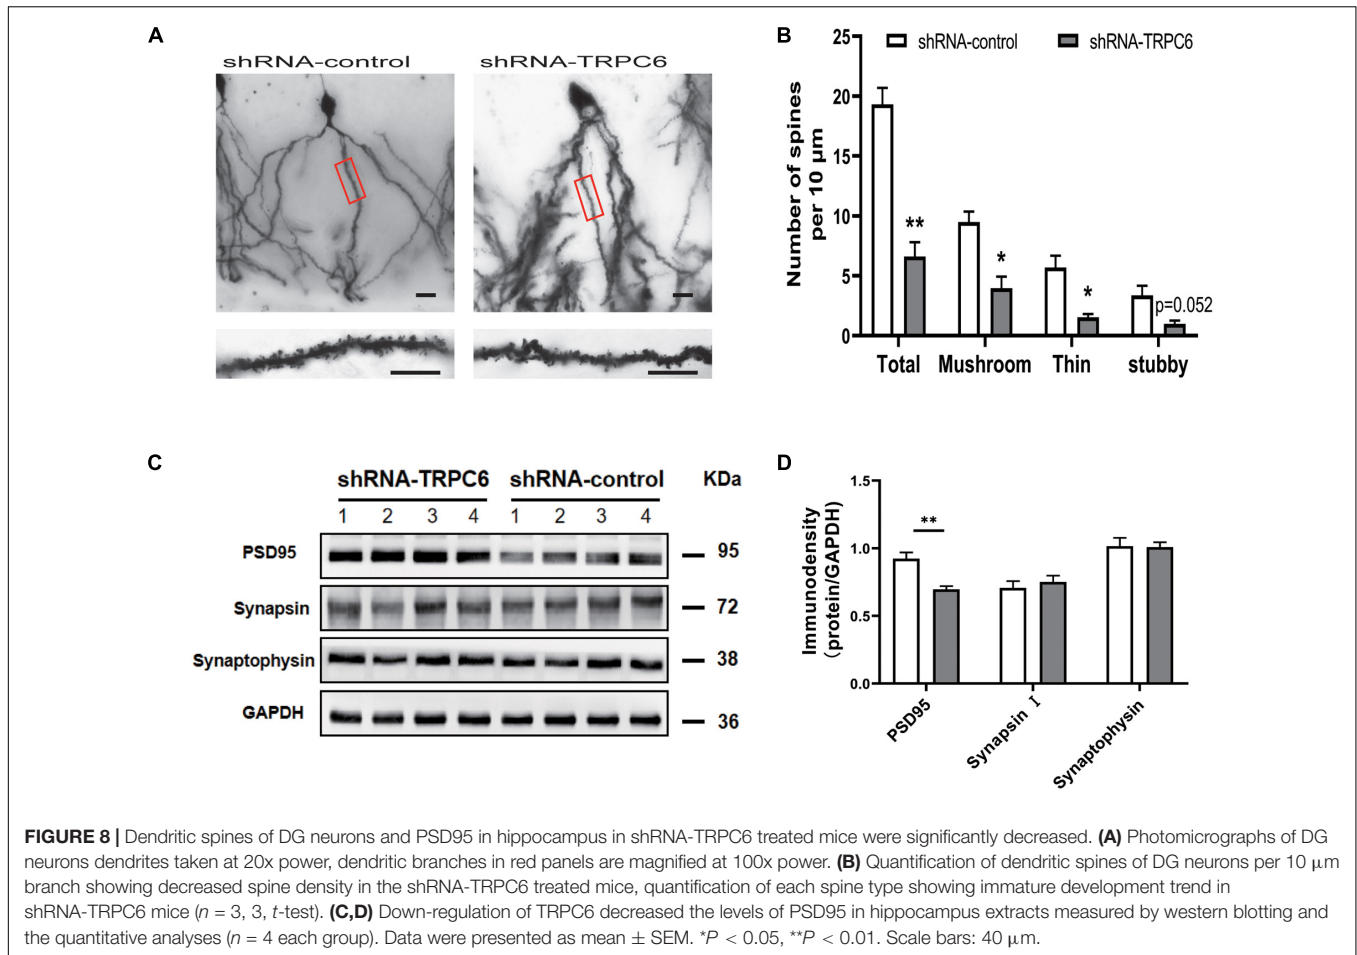 A
shRNA-control
shRNA-TRPC6
B
shRNA-control
shRNA-TRPC6
Number of spines
per 10 μm
25
20
15
10
5
0
**
*
*
p=0.052
Total
Mushroom
Thin
stubby
C
shRNA-TRPC6
shRNA-control
KDa
1 2 3 4 1 2 3 4
PSD95
95
Synapsin
72
Synaptophysin
38
GAPDH
36
D
Immunodensity
(protein/GAPDH)
1.5
1.0
0.5
0.0
**
PSD95
Synapsin I
Synaptophysin
FIGURE 8 | Dendritic spines of DG neurons and PSD95 in hippocampus in shRNA-TRPC6 treated mice were significantly decreased. (A) Photomicrographs of DG
neurons dendrites taken at 20x power, dendritic branches in red panels are magnified at 100x power. (B) Quantification of dendritic spines of DG neurons per 10 μm
branch showing decreased spine density in the shRNA-TRPC6 treated mice, quantification of each spine type showing immature development trend in
shRNA-TRPC6 mice (n = 3, 3, t-test). (C,D) Down-regulation of TRPC6 decreased the levels of PSD95 in hippocampus extracts measured by western blotting and
the quantitative analyses (n = 4 each group). Data were presented as mean ± SEM. *P < 0.05, **P < 0.01. Scale bars: 40 μm.